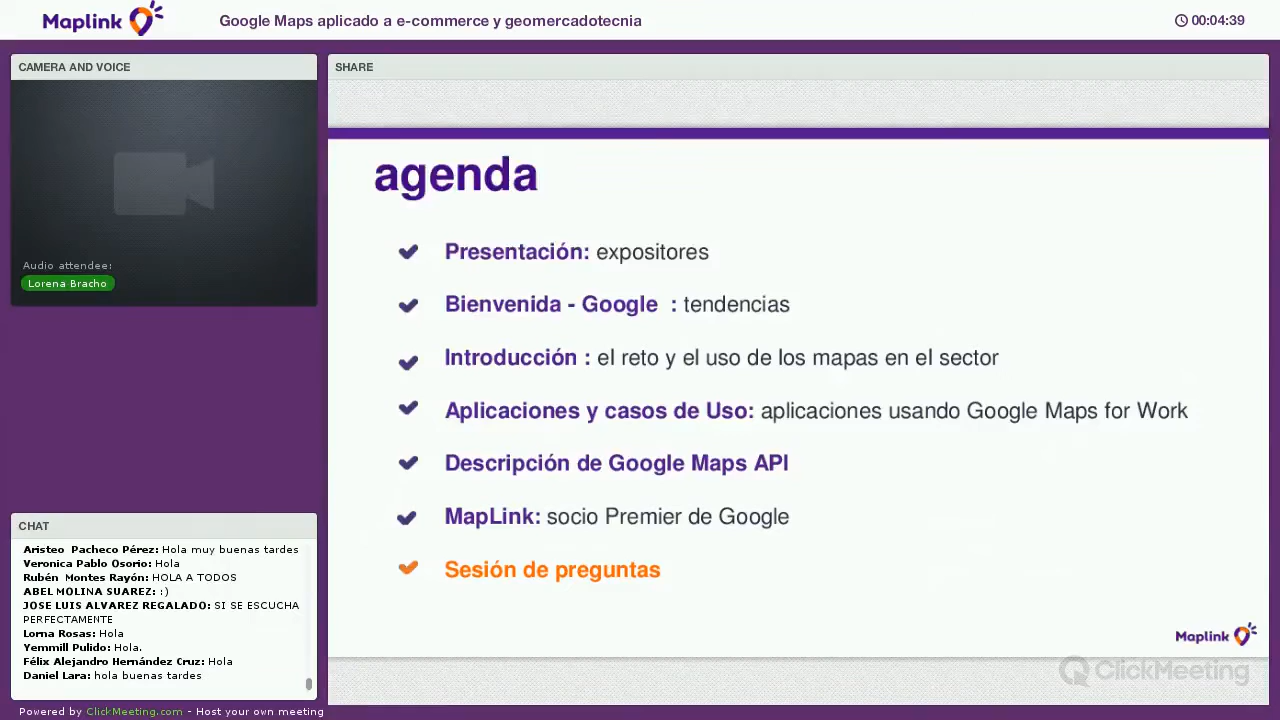 Maplink
Google Maps aplicado a e-commerce y geomercadotecnia
00:04:39
CAMERA AND VOICE
Audio attendee:
Lorena Bracho
SHARE
agenda
Presentación: expositores
Bienvenida - Google : tendencias
Introducción : el reto y el uso de los mapas en el sector
Aplicaciones y casos de Uso: aplicaciones usando Google Maps for Work
Descripción de Google Maps API
MapLink: socio Premier de Google
Sesión de preguntas
Maplink
ClickMeeting
CHAT
Aristeo Pacheco Pérez: Hola muy buenas tardes
Veronica Pablo Osorio: Hola
Rubén Montes Rayón: HOLA A TODOS
ABEL MOLINA SUAREZ: :)
JOSE LUIS ALVAREZ REGALADO: SI SE ESCUCHA
PERFECTAMENTE
Lorna Rosas: Hola
Yemmill Pulido: Hola.
Félix Alejandro Hernández Cruz: Hola
Daniel Lara: hola buenas tardes
Powered by ClickMeeting.com - Host your own meeting